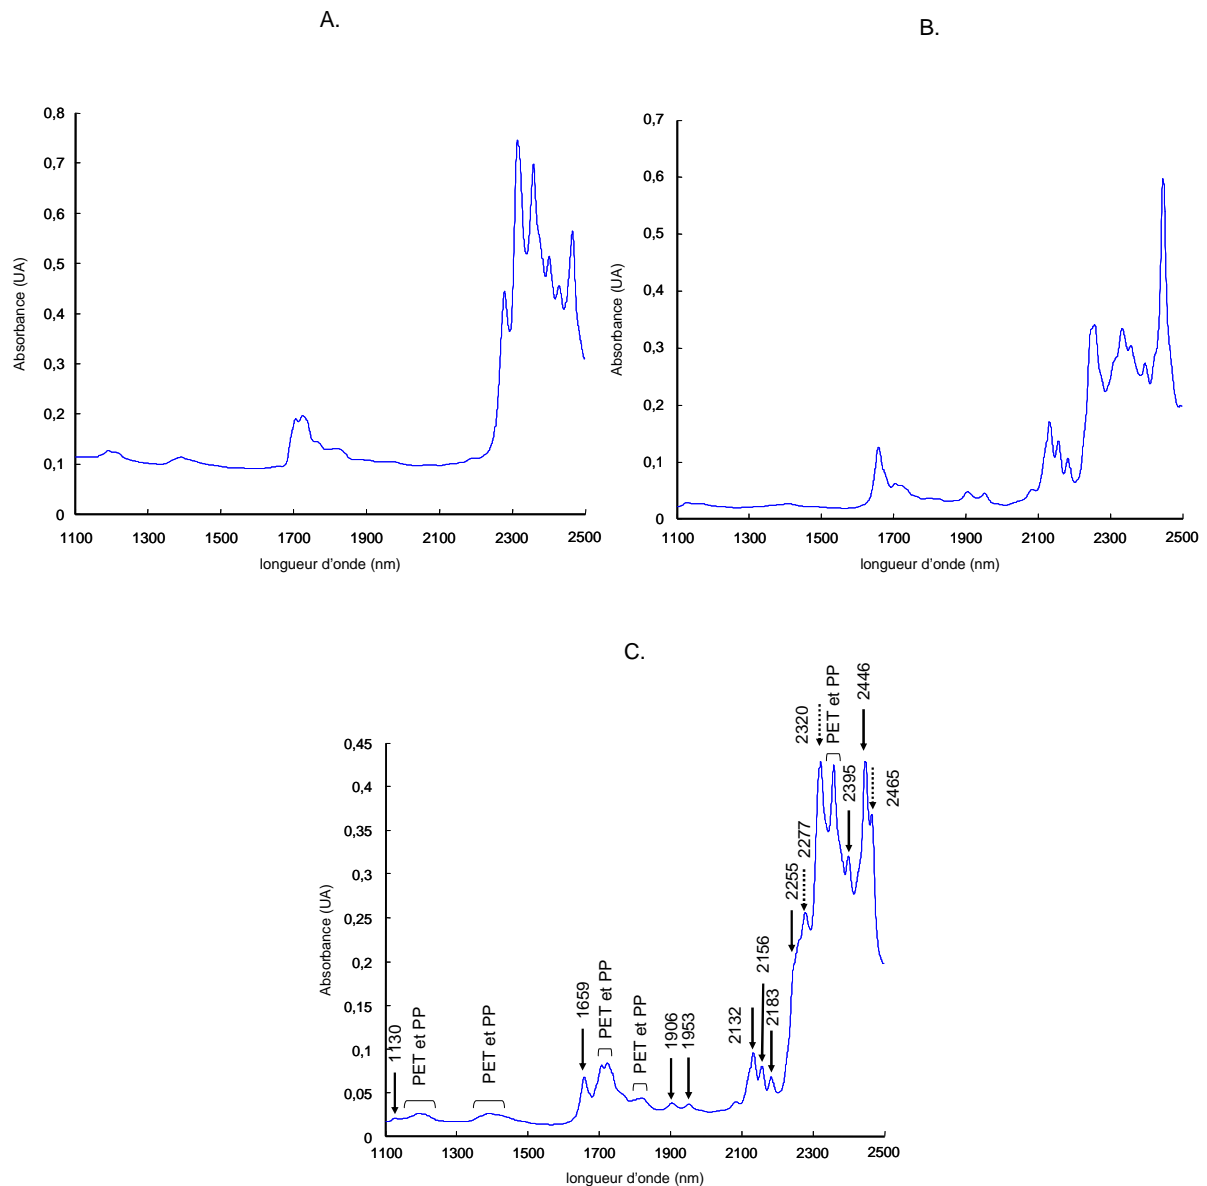 A.
0,8
0,7
0,6
0,5
0,4
0,3
0,2
0,1
0
Absorbance (UA)
1100 1300 1500 1700 1900 2100 2300 2500
longueur d'onde (nm)
B.
0,7
0,6
0,5
0,4
0,3
0,2
0,1
0
Absorbance (UA)
1100 1300 1500 1700 1900 2100 2300 2500
longueur d'onde (nm)
C.
0,45
0,4
0,35
0,3
0,25
0,2
0,15
0,1
0,05
0
Absorbance (UA)
1130
PET et PP
PET et PP
1659
PET et PP
PET et PP
1906
1953
2132
2156
2183
2255
2277
2320
PET et PP
2395
2446
2465
1100 1300 1500 1700 1900 2100 2300 2500
longueur d'onde (nm)